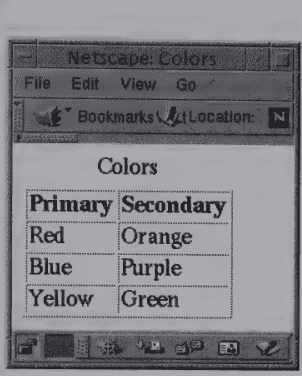 Netscape: Colors
File Edit View Go
Bookmarks Location: N
Colors
Primary Secondary
Red Orange
Blue Purple
Yellow Green